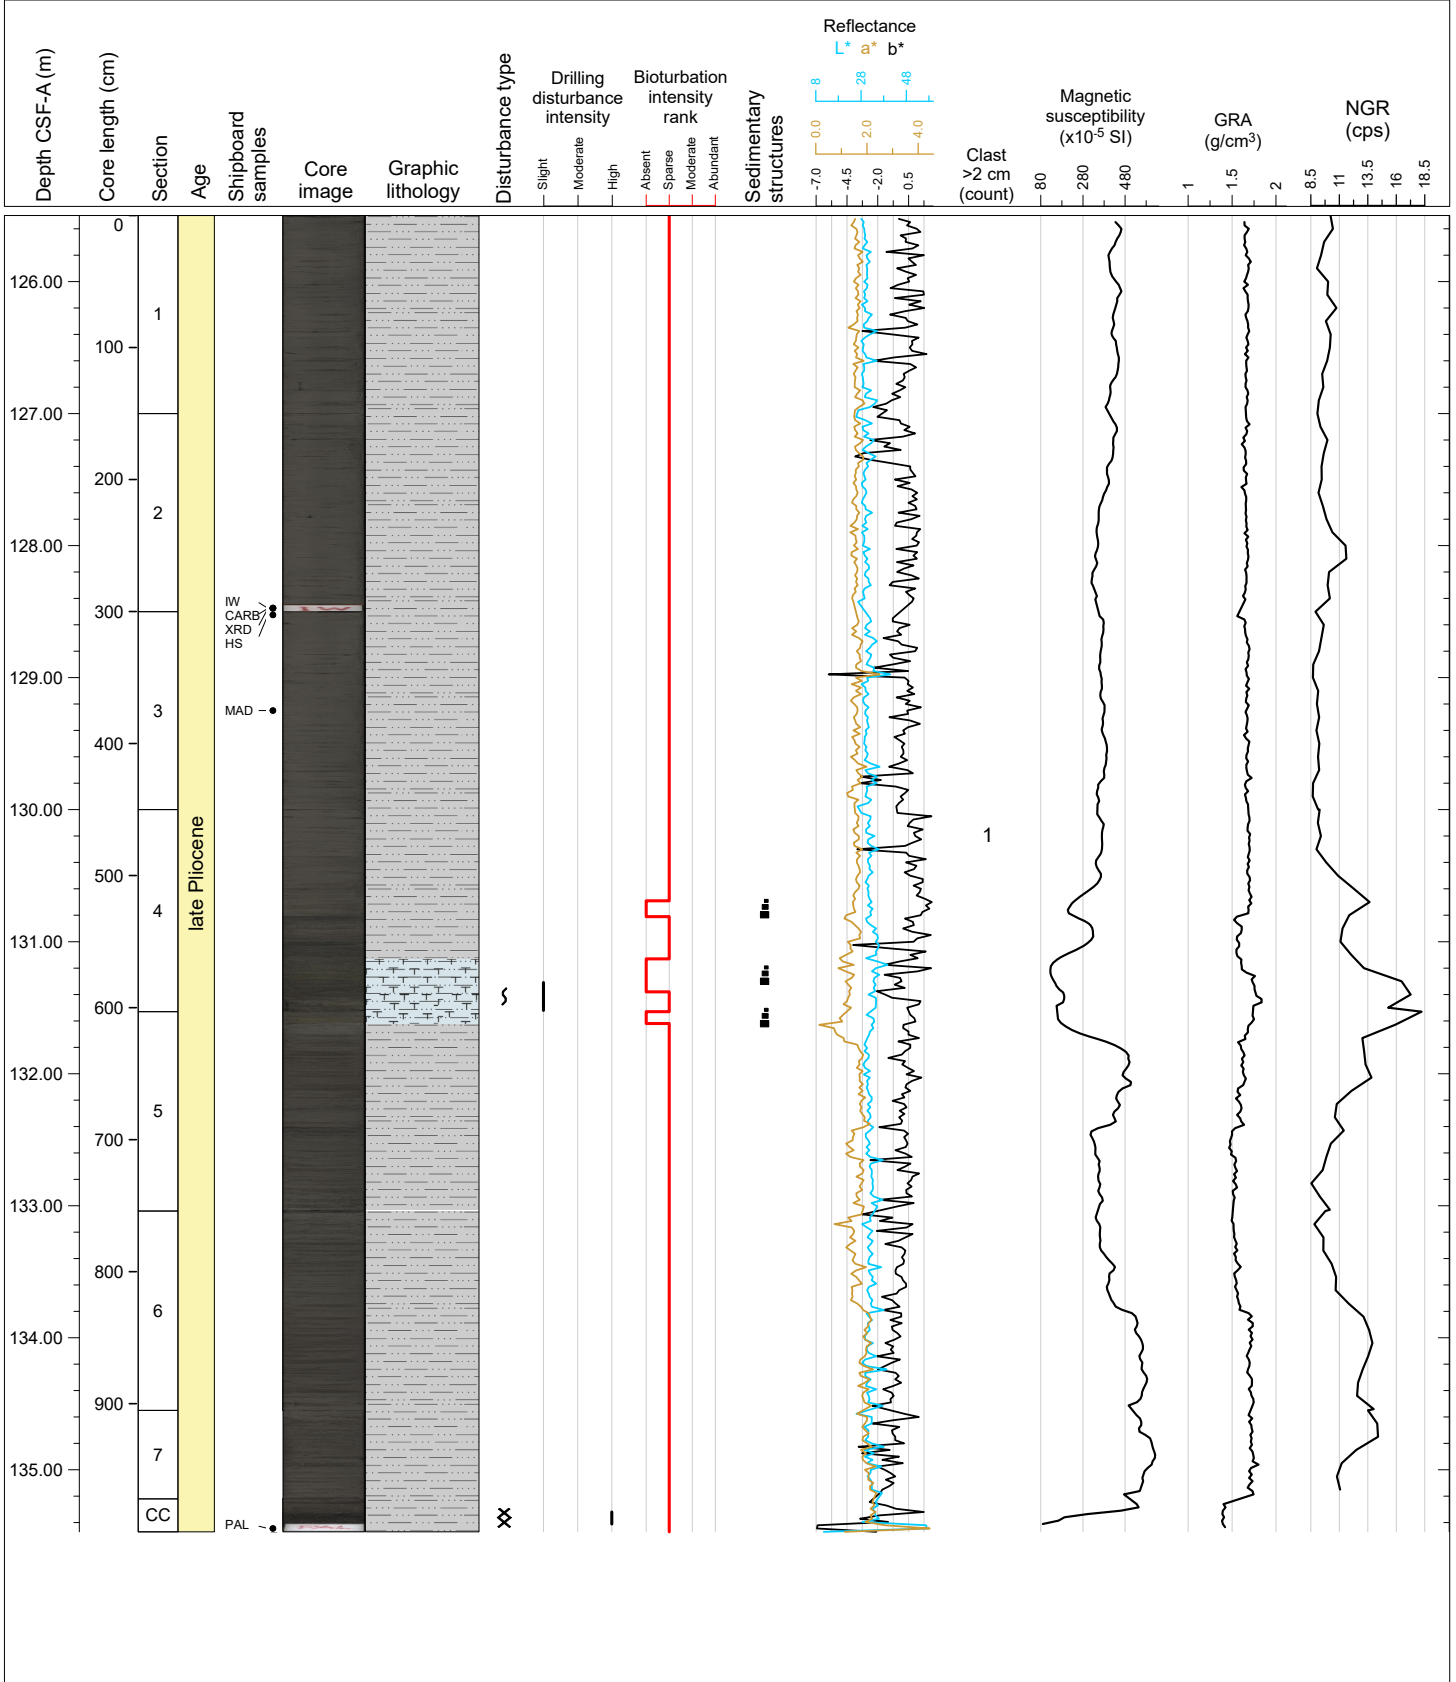 Depth CSF-A (m)
Core length (cm)
Section
Age
Shipboard
samples
Core
image
Graphic
lithology
Disturbance type
Drilling
disturbance
intensity
Slight
Moderate
High
Bioturbation
intensity
rank
Absent
Sparse
Moderate
Abundant
Sedimentary
structures
Reflectance
L* a* b*
8 28 48
0.0 2.0 4.0
-7.0 -4.5 -2.0 0.5
Clast
>2 cm
(count)
Magnetic
susceptibility
(x10-5 SI)
80 280 480
GRA
(g/cm3)
1 1.5 2
NGR
(cps)
8.5 11 13.5 16 18.5
126.00
127.00
128.00
129.00
130.00
131.00
132.00
133.00
134.00
135.00
0
100
200
300
400
500
600
700
800
900
1
2
3
4
5
6
7
CC
late Pliocene
IW
CARB
XRD
HS
MAD
PAL
IW
PAL
1